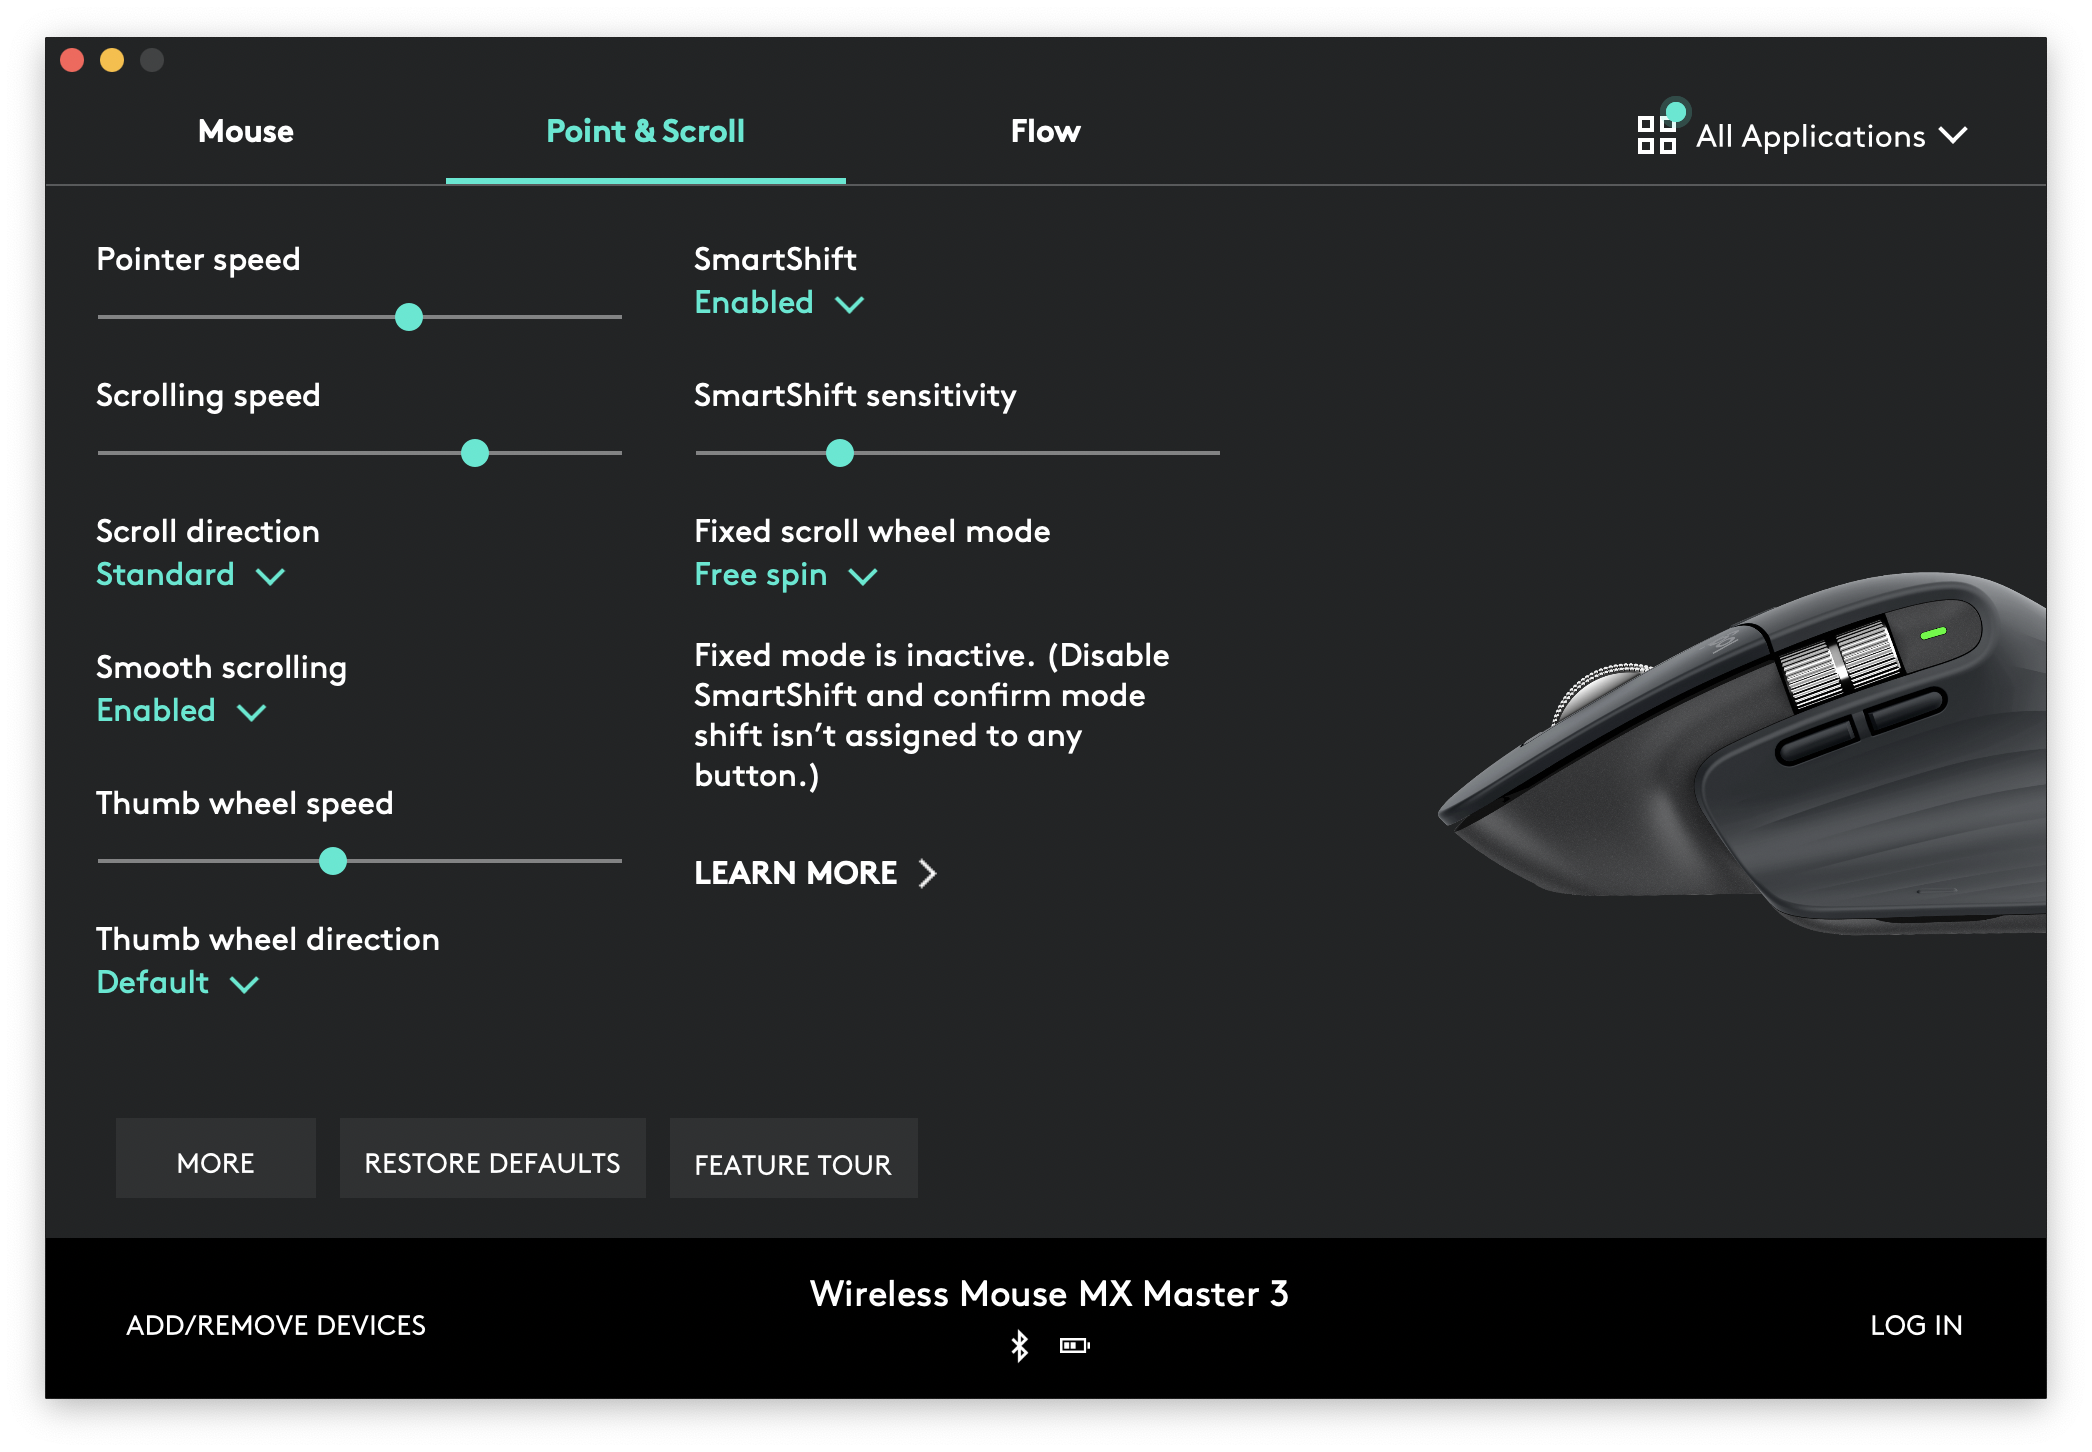 Mouse
Point & Scroll
Flow
All Applications
Pointer speed
Scrolling speed
Scroll direction
Standard
Smooth scrolling
Enabled
Thumb wheel speed
Thumb wheel direction
Default
SmartShift
Enabled
SmartShift sensitivity
Fixed scroll wheel mode
Free spin
Fixed mode is inactive. (Disable
SmartShift and confirm mode
shift isn’t assigned to any
button.)
LEARN MORE
MORE
RESTORE DEFAULTS
FEATURE TOUR
ADD/REMOVE DEVICES
Wireless Mouse MX Master 3
LOG IN